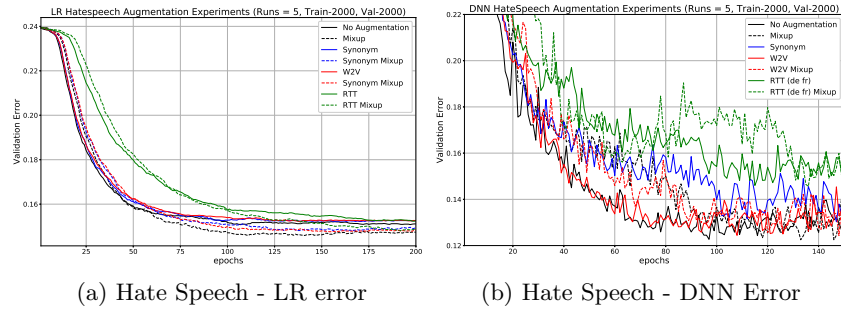 LR Hatespeech Augmentation Experiments (Runs = 5, Train-2000, Val-2000)
0.24
0.22
0.20
0.18
0.16
Validation Error
No Augmentation
Mixup
Synonym
Synonym Mixup
W2V
Synonym Mixup
RTT
RTT Mixup
25
50
75
100
125
150
175
200
epochs
(a) Hate Speech - LR error
DNN HateSpeech Augmentation Experiments (Runs = 5, Train-2000, Val-2000)
0.22
0.20
0.18
0.16
0.14
0.12
Validation Error
No Augmentation
Mixup
Synonym
W2V
W2V Mixup
RTT (de fr)
RTT (de fr) Mixup
20
40
60
80
100
120
140
epochs
(b) Hate Speech - DNN Error